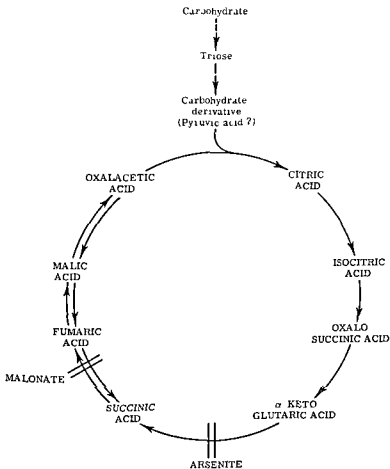 Carbohydrate
Triose
Carbohydrate
derivative
(Pyruvic acid ?)
OXALACETIC
ACID
CITRIC
ACID
MALIC
ACID
ISOCITRIC
ACID
FUMARIC
ACID
OXALO
SUCCINIC ACID
MALONATE
SUCCINIC
ACID
α KETO
GLUTARIC ACID
ARSENITE